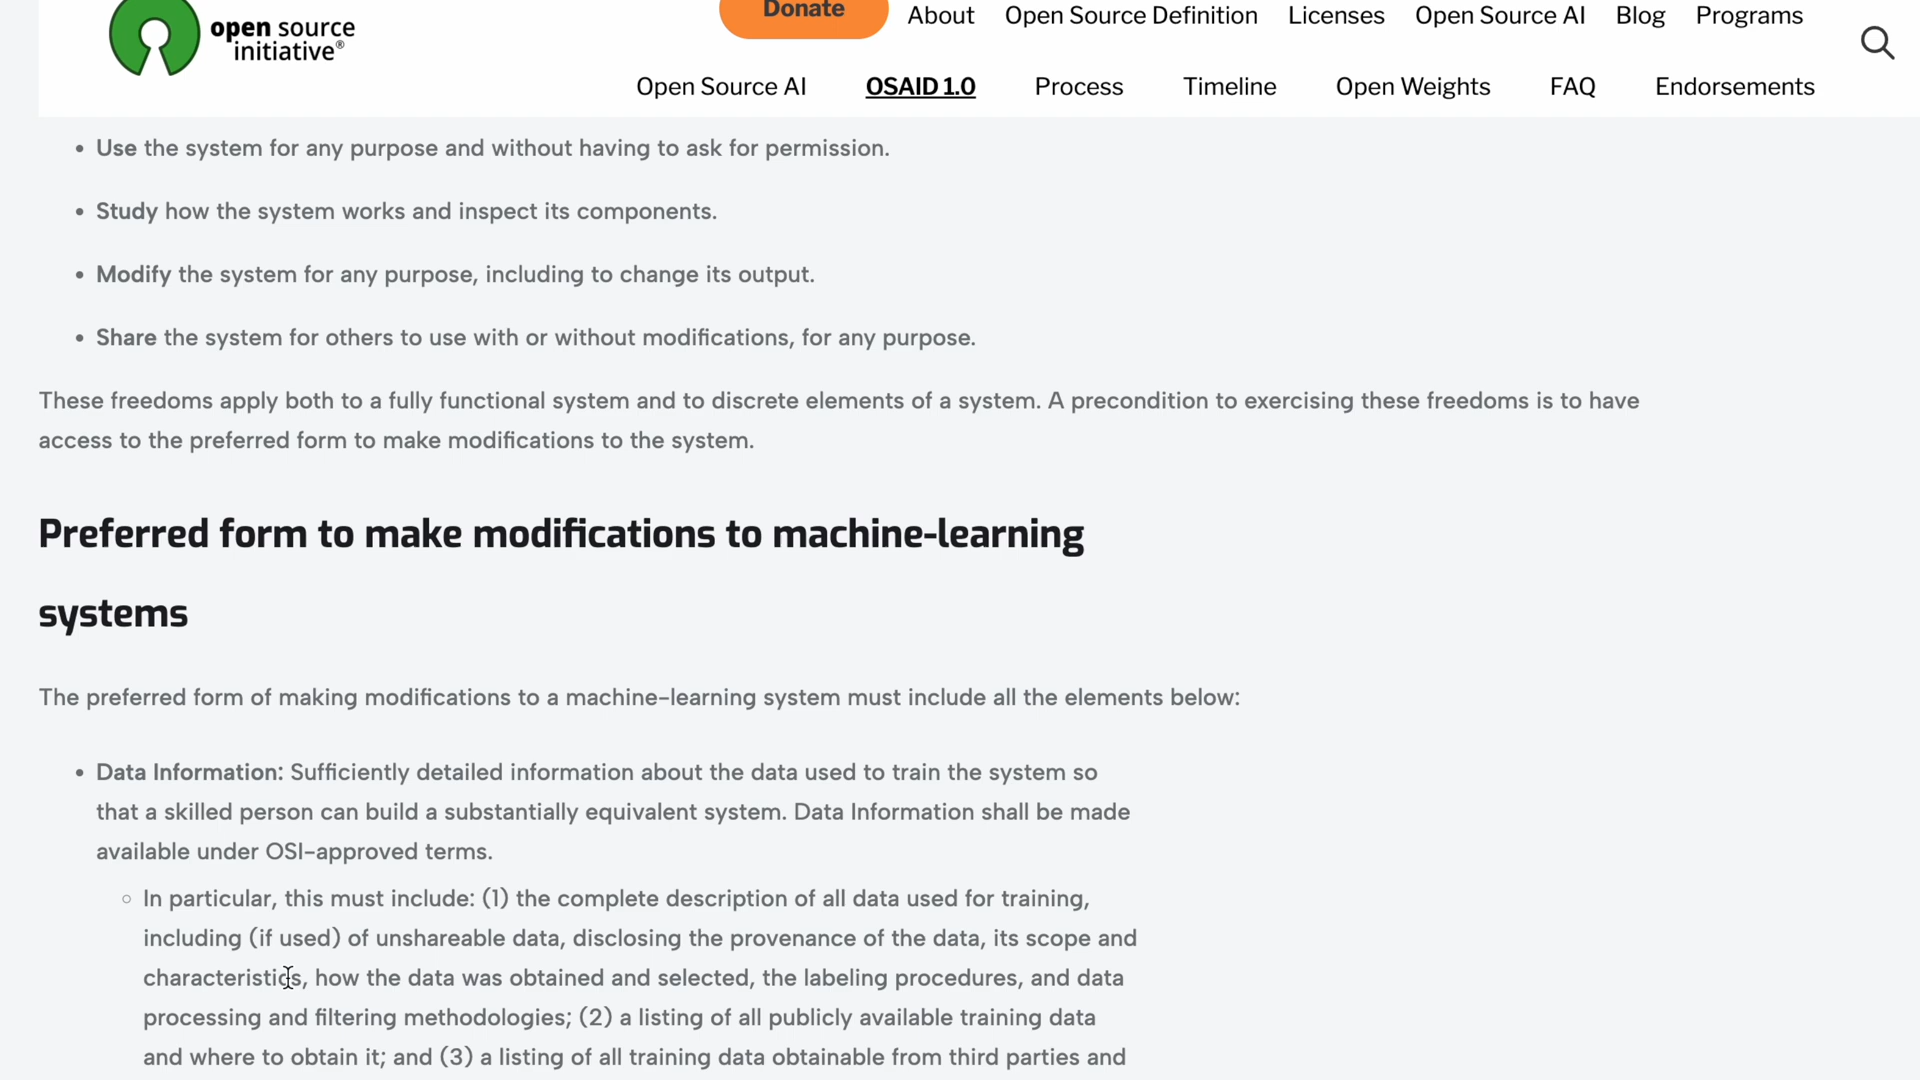 open source
initiative®
Donate
About
Open Source Definition
Licenses
Open Source AI
Blog
Programs
Open Source AI
OSAID 1.0
Process
Timeline
Open Weights
FAQ
Endorsements
• Use the system for any purpose and without having to ask for permission.
• Study how the system works and inspect its components.
• Modify the system for any purpose, including to change its output.
• Share the system for others to use with or without modifications, for any purpose.
These freedoms apply both to a fully functional system and to discrete elements of a system. A precondition to exercising these freedoms is to have
access to the preferred form to make modifications to the system.
Preferred form to make modifications to machine-learning
systems
The preferred form of making modifications to a machine-learning system must include all the elements below:
• Data Information: Sufficiently detailed information about the data used to train the system so
that a skilled person can build a substantially equivalent system. Data Information shall be made
available under OSI-approved terms.
◦ In particular, this must include: (1) the complete description of all data used for training,
including (if used) of unshareable data, disclosing the provenance of the data, its scope and
characteristics, how the data was obtained and selected, the labeling procedures, and data
processing and filtering methodologies; (2) a listing of all publicly available training data
and where to obtain it; and (3) a listing of all training data obtainable from third parties and